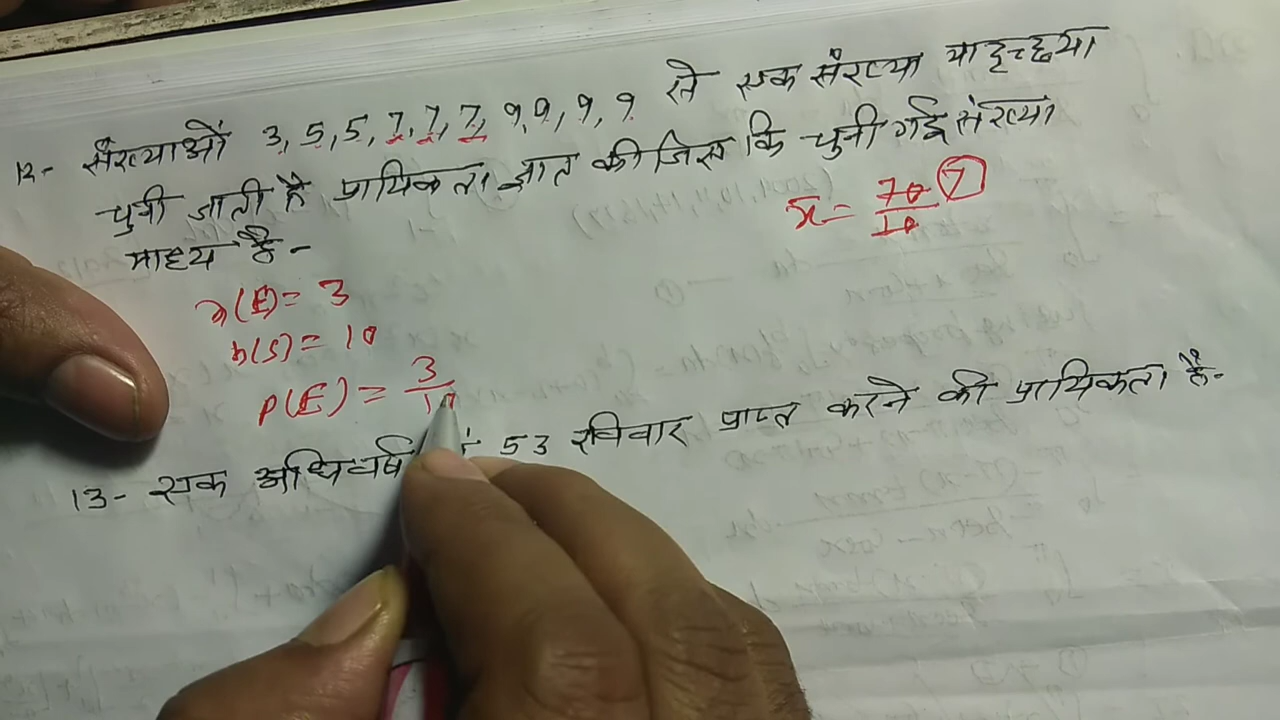 12- संख्याओं 3, 5, 5, 7, 7, 7, 9, 9, 9, 9 से एक संख्या यादृच्छया
चुनी जाती है प्रायिकता ज्ञात कीजिए कि चुनी गई संख्या
माध्य है-
x̄ = 70/10 7
n(E) = 3
n(S) = 10
P(E) = 3/10
13- एक अधिवर्ष में 53 रविवार प्राप्त करने की प्रायिकता है-